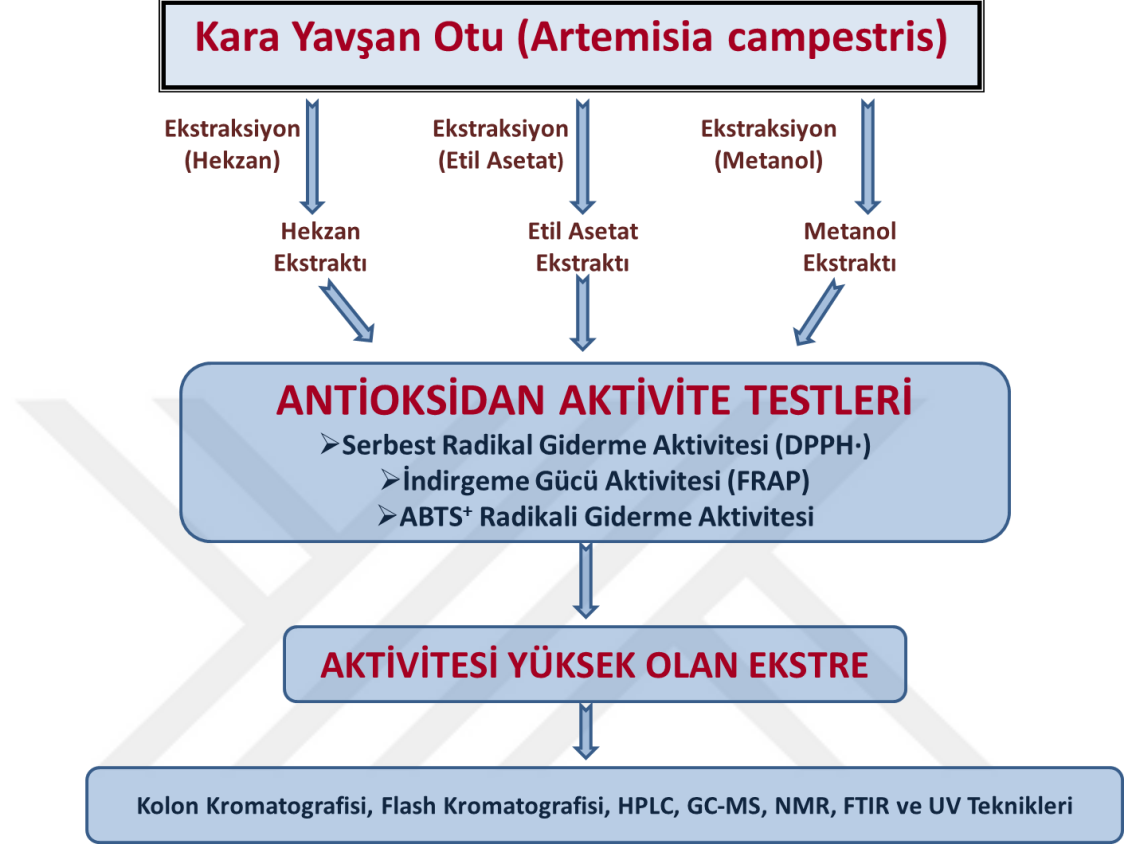 Kara Yavşan Otu (Artemisia campestris)
Ekstraksiyon
(Hekzan)
Ekstraksiyon
(Etil Asetat)
Ekstraksiyon
(Metanol)
Hekzan
Ekstraktı
Etil Asetat
Ekstraktı
Metanol
Ekstraktı
ANTİOKSİDAN AKTİVİTE TESTLERİ
➢Serbest Radikal Giderme Aktivitesi (DPPH·)
➢İndirgeme Gücü Aktivitesi (FRAP)
➢ABTS⁺ Radikali Giderme Aktivitesi
AKTİVİTESİ YÜKSEK OLAN EKSTRE
Kolon Kromatografisi, Flash Kromatografisi, HPLC, GC-MS, NMR, FTIR ve UV Teknikleri